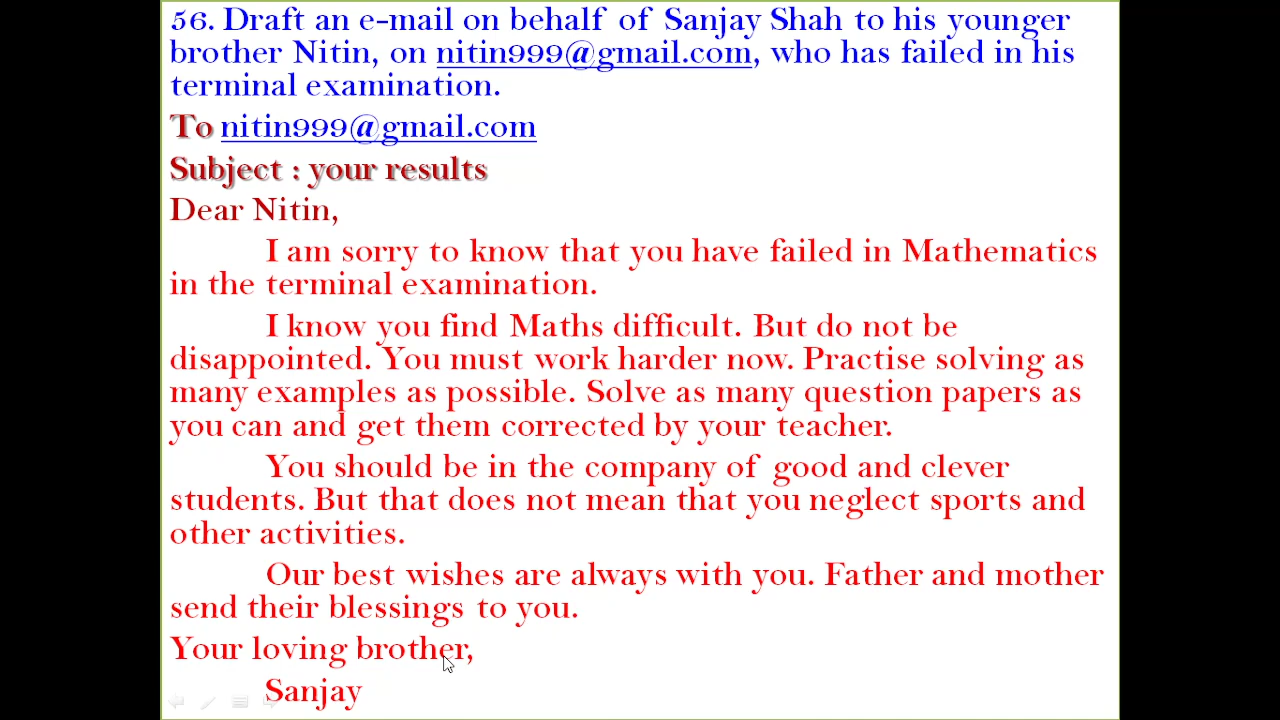 56. Draft an e-mail on behalf of Sanjay Shah to his younger
brother Nitin, on nitin999@gmail.com, who has failed in his
terminal examination.
To nitin999@gmail.com
Subject : your results
Dear Nitin,
I am sorry to know that you have failed in Mathematics
in the terminal examination.
I know you find Maths difficult. But do not be
disappointed. You must work harder now. Practise solving as
many examples as possible. Solve as many question papers as
you can and get them corrected by your teacher.
You should be in the company of good and clever
students. But that does not mean that you neglect sports and
other activities.
Our best wishes are always with you. Father and mother
send their blessings to you.
Your loving brother,
Sanjay